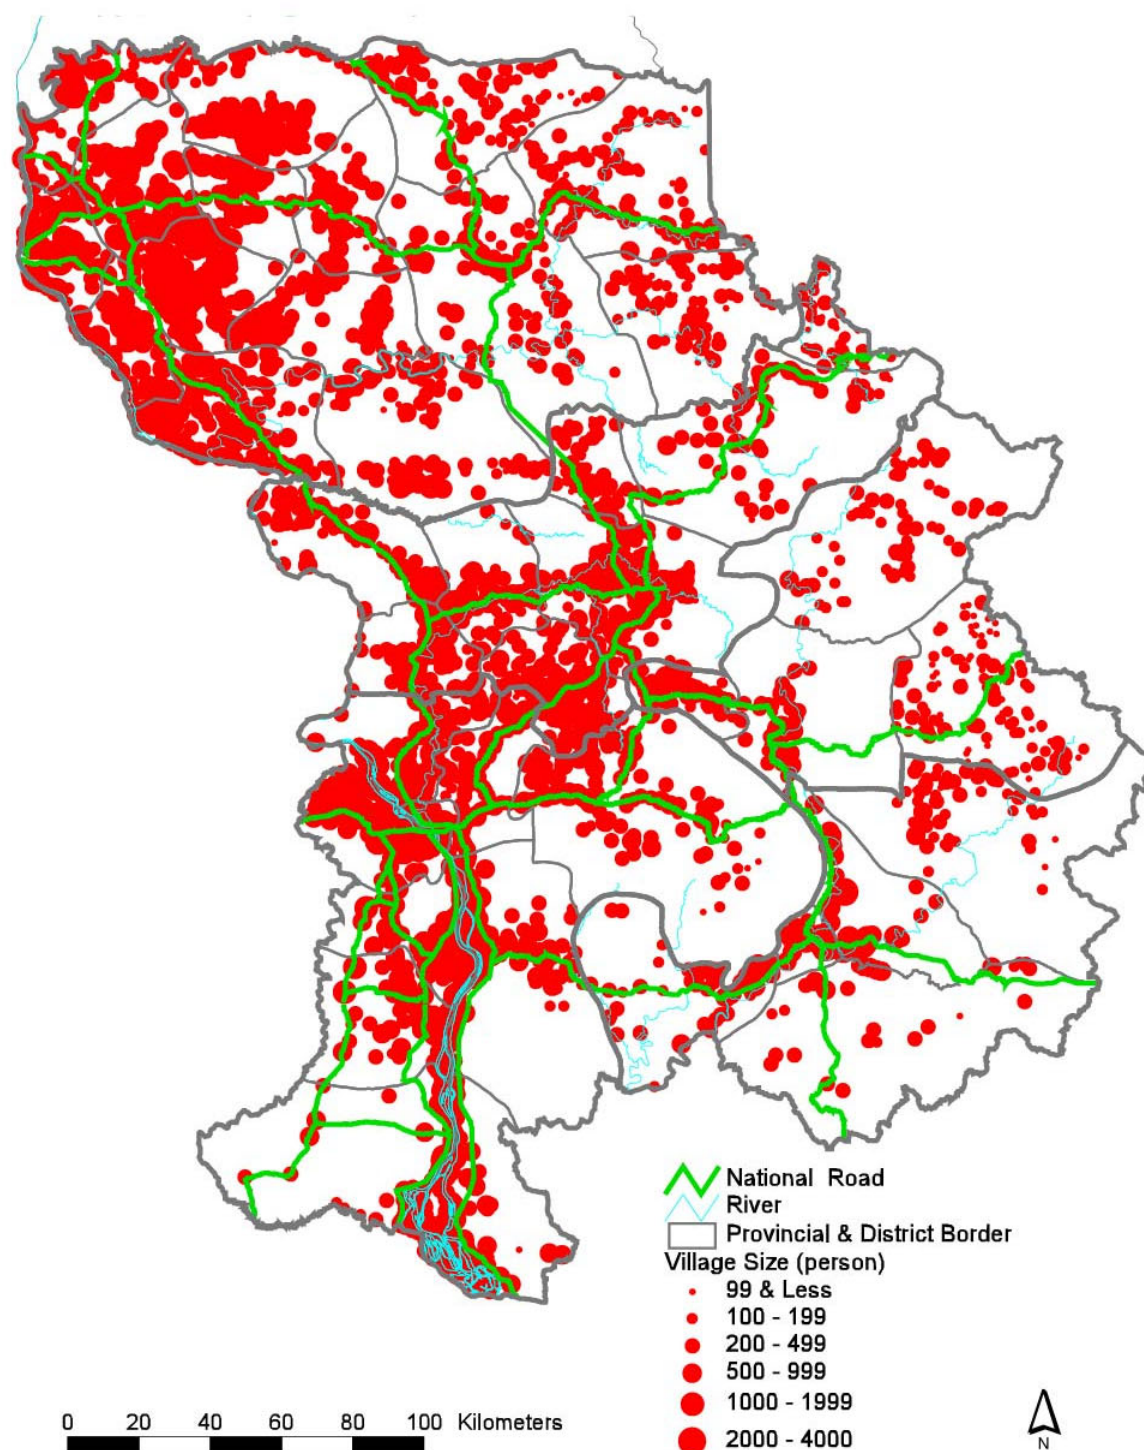 National Road
River
Provincial & District Border
Village Size (person)
99 & Less
100 - 199
200 - 499
500 - 999
1000 - 1999
2000 - 4000
0 20 40 60 80 100 Kilometers
N